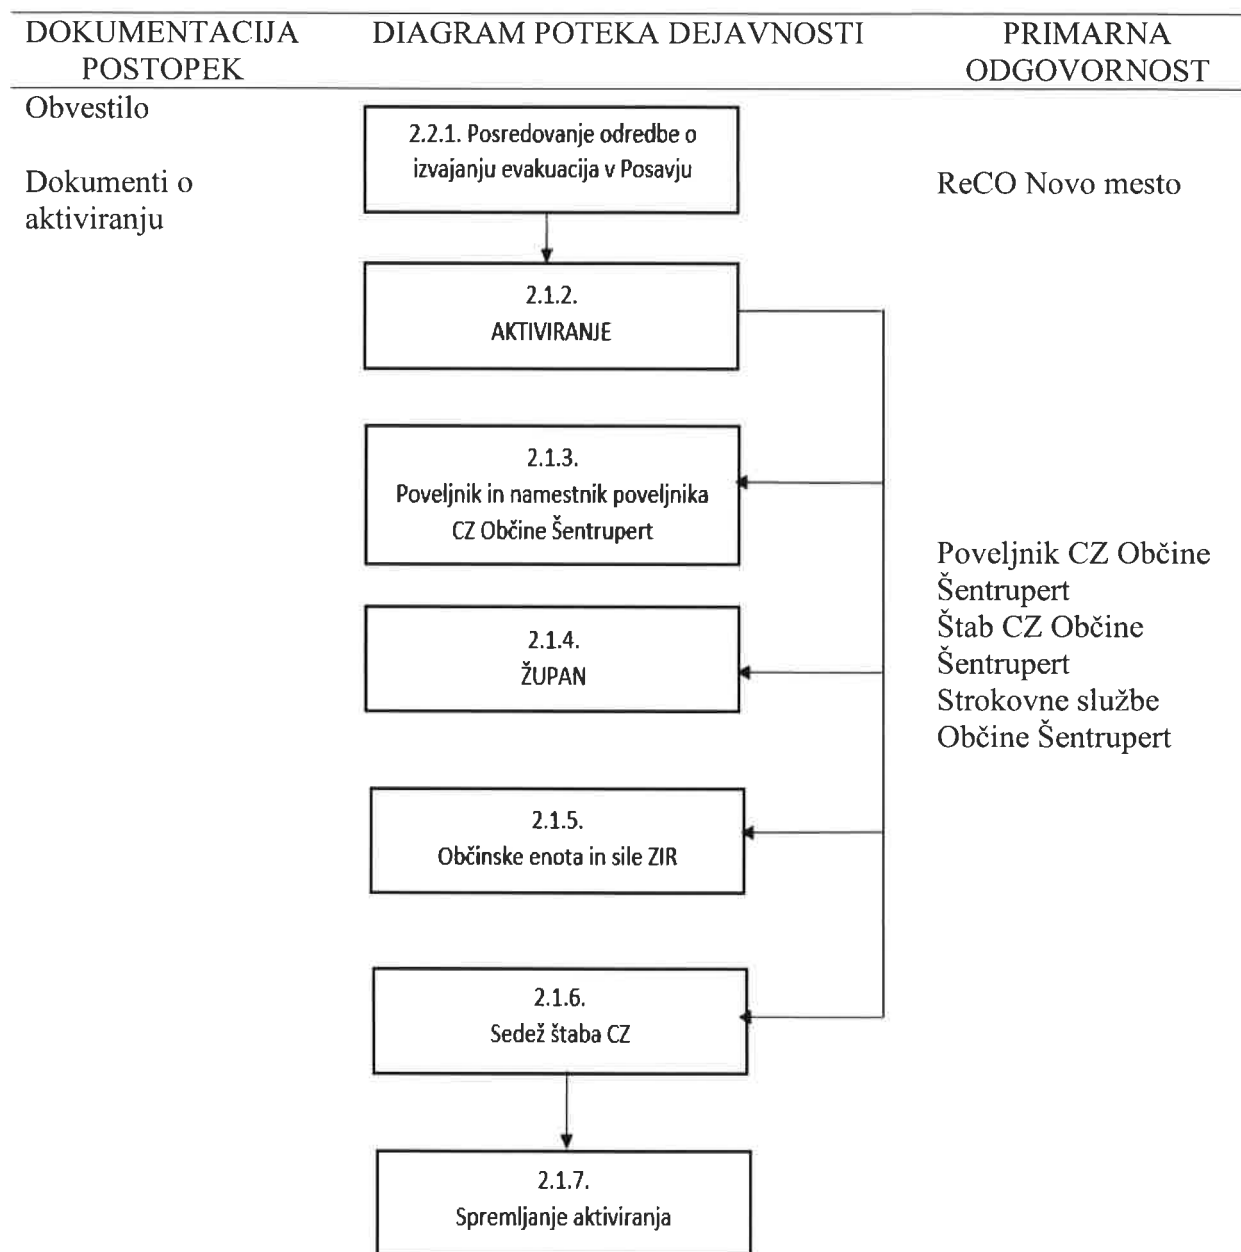 DOKUMENTACIJA
POSTOPEK
DIAGRAM POTEKA DEJAVNOSTI
PRIMARNA
ODGOVORNOST
Obvestilo
Dokumenti o
aktiviranju
2.2.1. Posredovanje odredbe o
izvajanju evakuacija v Posavju
ReCO Novo mesto
2.1.2.
AKTIVIRANJE
2.1.3.
Poveljnik in namestnik poveljnika
CZ Občine Šentrupert
2.1.4.
ŽUPAN
Poveljnik CZ Občine
Šentrupert
Štab CZ Občine
Šentrupert
Strokovne službe
Občine Šentrupert
2.1.5.
Občinske enota in sile ZIR
2.1.6.
Sedež štaba CZ
2.1.7.
Spremljanje aktiviranja